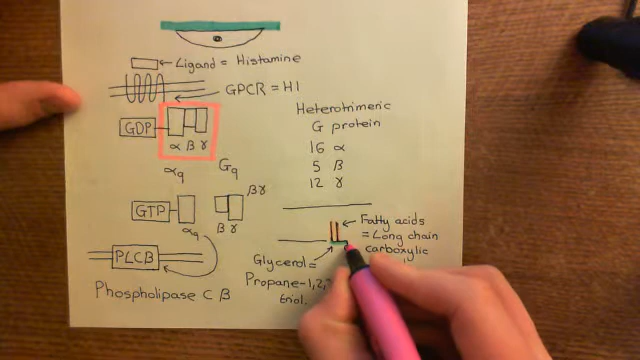 Ligand = Histamine
GPCR = H1
GDP
α β γ
αq
Gq
Heterotrimeric
G protein
16 α
5 β
12 γ
GTP
αq
β γ
βγ
PLCβ
Phospholipase C β
Fatty acids
= Long chain
carboxylic
Glycerol =
Propane-1,2,
triol.